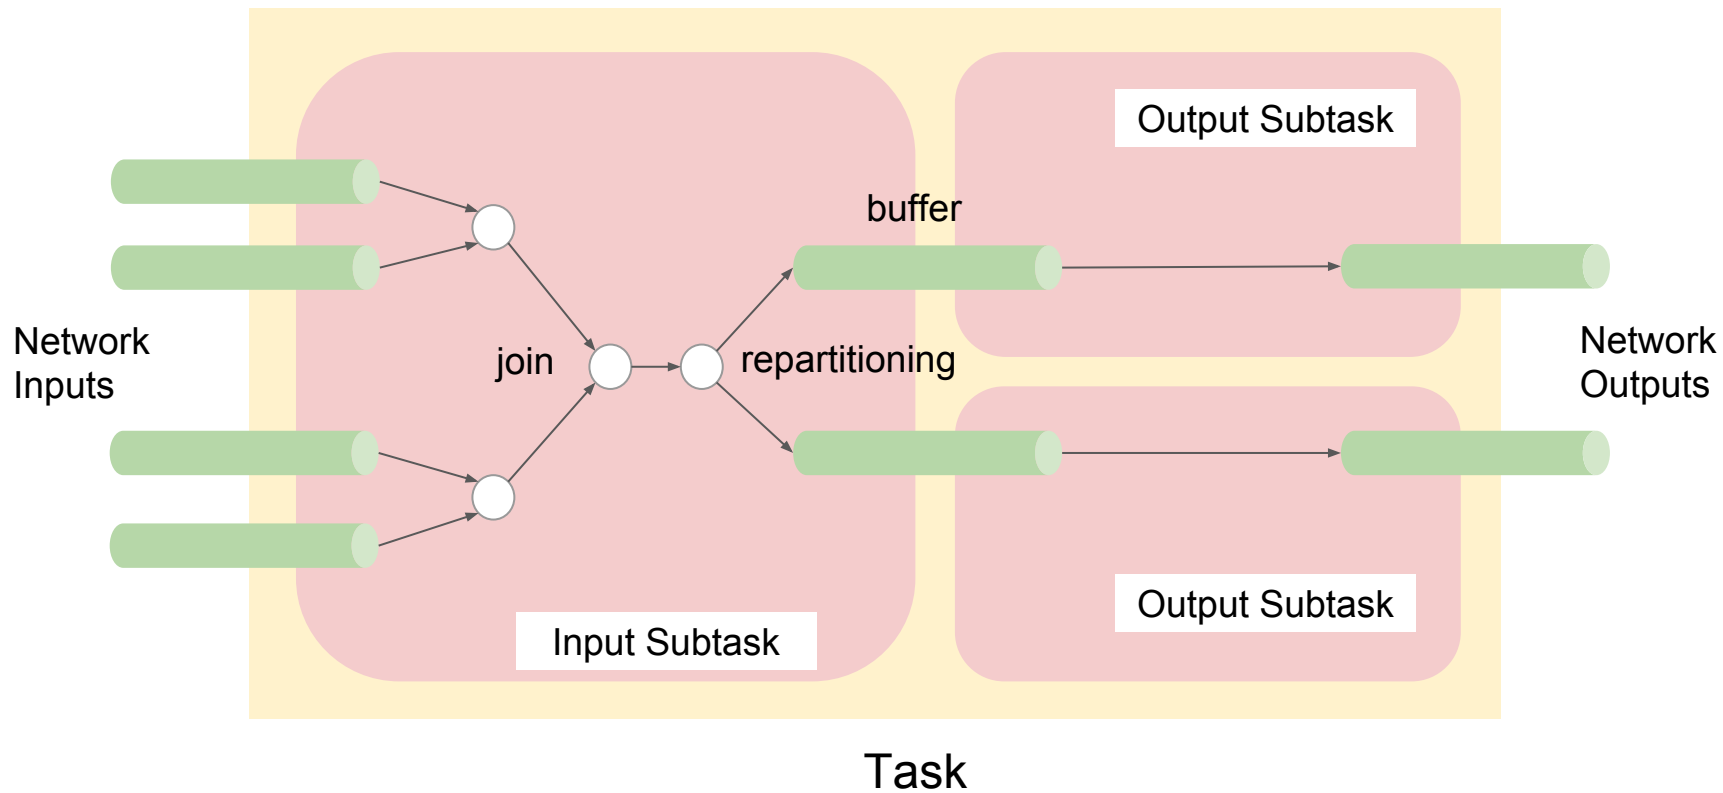 Output Subtask
buffer
Network
Inputs
join
repartitioning
Network
Outputs
Output Subtask
Input Subtask
Task